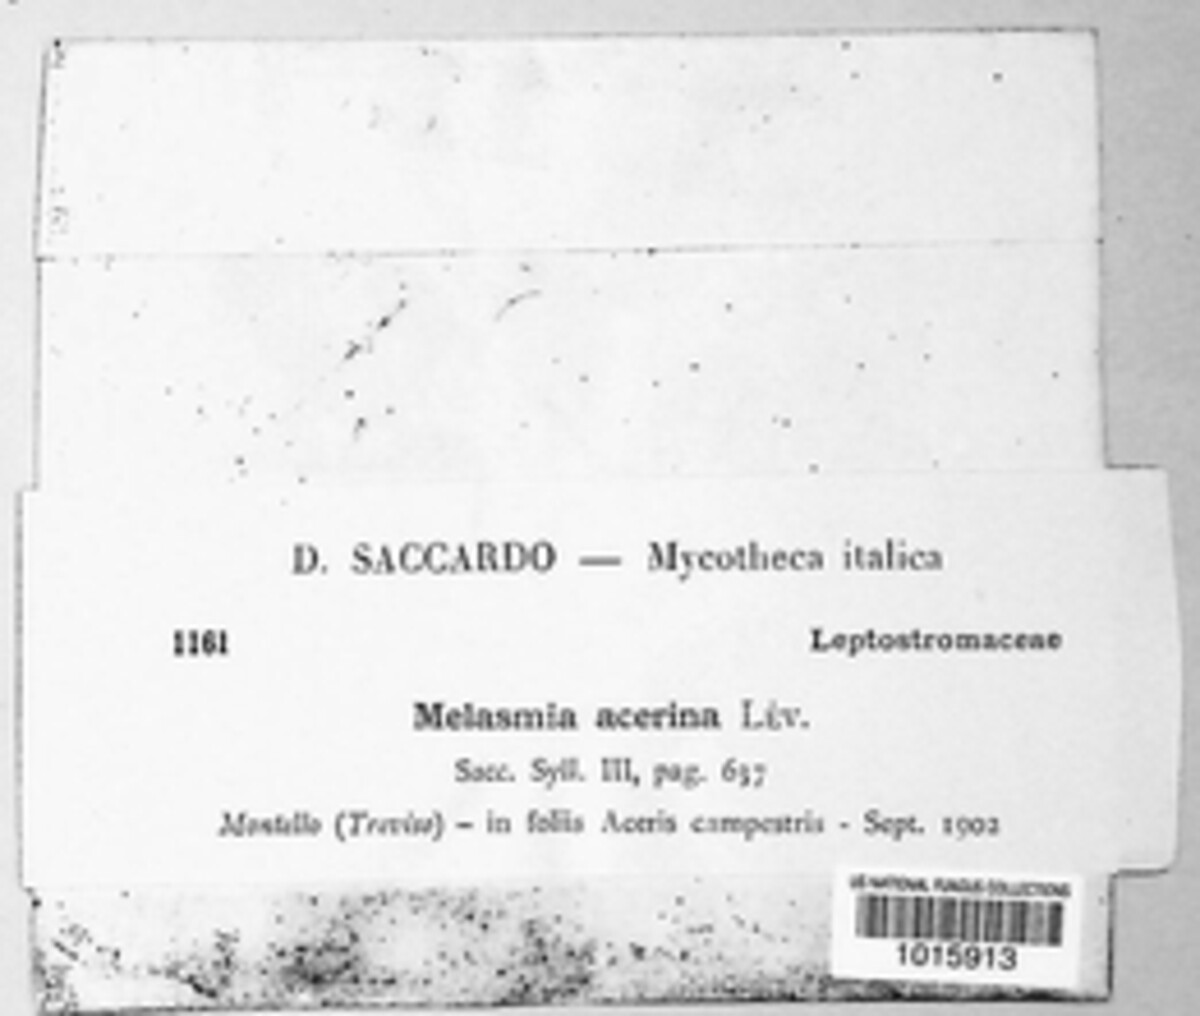 D. SACCARDO — Mycotheca italica
1161 Leptostromaceae
Melasmia acerina Lév.
Sacc. Syll. III, pag. 637
Montello (Treviso) – in foliis Aceris campestris - Sept. 1902
US NATIONAL FUNGUS COLLECTIONS
1015913